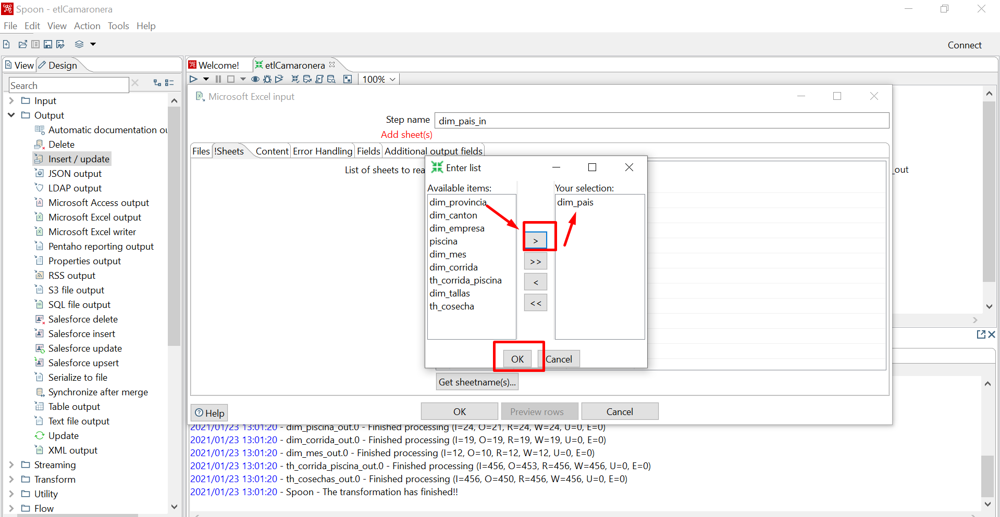 Spoon - etlCamaronera
File Edit View Action Tools Help
Connect
View Design
Welcome! etlCamaronera
Search
100%
Input
Output
Automatic documentation ou
Delete
Insert / update
JSON output
LDAP output
Microsoft Access output
Microsoft Excel output
Microsoft Excel writer
Pentaho reporting output
Properties output
RSS output
S3 file output
SQL file output
Salesforce delete
Salesforce insert
Salesforce update
Salesforce upsert
Serialize to file
Synchronize after merge
Table output
Text file output
Update
XML output
Streaming
Transform
Utility
Flow
Microsoft Excel input
Step name dim_pais_in
Add sheet(s)
Files !Sheets Content Error Handling Fields Additional output fields
List of sheets to rea
_out
Enter list
Available items:
dim_provincia
dim_canton
dim_empresa
piscina
dim_mes
dim_corrida
th_corrida_piscina
dim_tallas
th_cosecha
>
>>
<
<<
Your selection:
dim_pais
OK Cancel
Get sheetname(s)...
Help
OK Preview rows Cancel
2021/01/23 13:01:20 - dim_piscina_out.0 - Finished processing (I=24, O=21, R=24, W=24, U=0, E=0)
2021/01/23 13:01:20 - dim_corrida_out.0 - Finished processing (I=19, O=19, R=19, W=19, U=0, E=0)
2021/01/23 13:01:20 - dim_mes_out.0 - Finished processing (I=12, O=10, R=12, W=12, U=0, E=0)
2021/01/23 13:01:20 - th_corrida_piscina_out.0 - Finished processing (I=456, O=453, R=456, W=456, U=0, E=0)
2021/01/23 13:01:20 - th_cosechas_out.0 - Finished processing (I=456, O=450, R=456, W=456, U=0, E=0)
2021/01/23 13:01:20 - Spoon - The transformation has finished!!